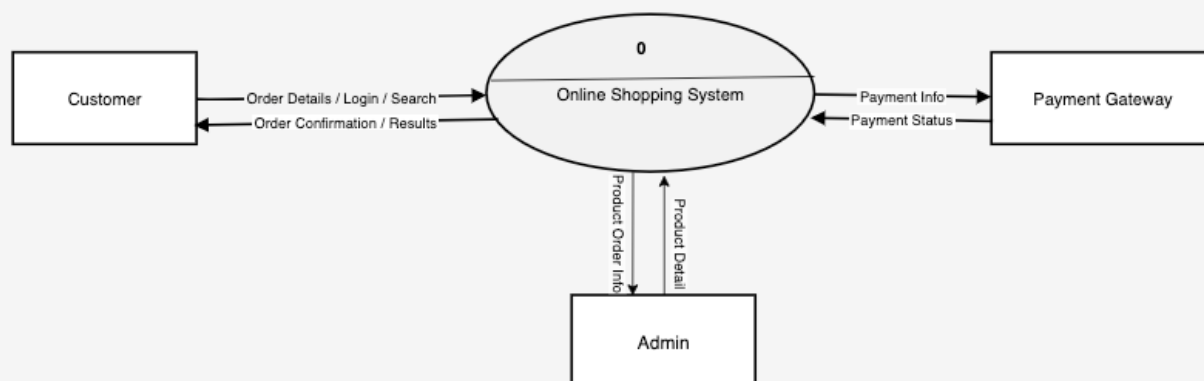 0
Customer
Order Details / Login / Search
Online Shopping System
Payment Info
Payment Gateway
Order Confirmation / Results
Payment Status
Product Order Info
Product Detail
Admin